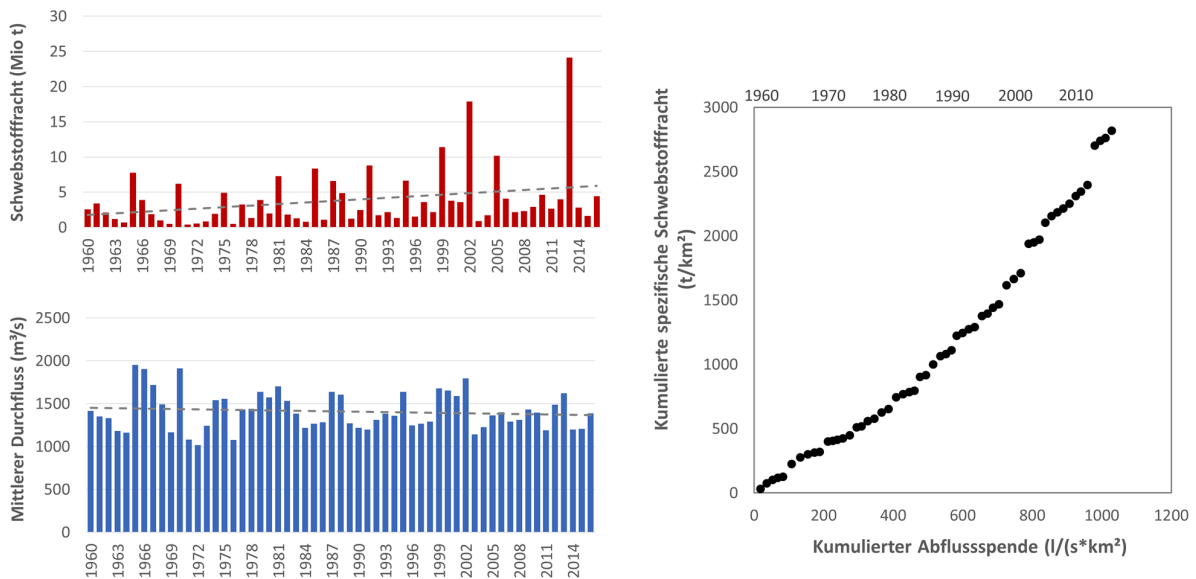 Schwebstofffracht (Mio t)
30
25
20
15
10
5
0
1960 1963 1966 1969 1972 1975 1978 1981 1984 1987 1990 1993 1996 1999 2002 2005 2008 2011 2014
Mittlerer Durchfluss (m³/s)
2500
2000
1500
1000
500
0
1960 1963 1966 1969 1972 1975 1978 1981 1984 1987 1990 1993 1996 1999 2002 2005 2008 2011 2014
Kumulierte spezifische Schwebstofffracht
(t/km²)
1960 1970 1980 1990 2000 2010
3000
2500
2000
1500
1000
500
0
0 200 400 600 800 1000 1200
Kumulierter Abflussspende (l/(s*km²)